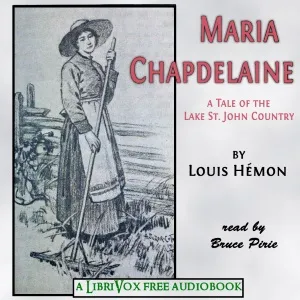 MARIA
CHAPDELAINE
A TALE OF THE
LAKE ST. JOHN COUNTRY
BY
LOUIS HÉMON
read by
Bruce Pirie
a LIBRIVOX FREE AUDIOBOOK